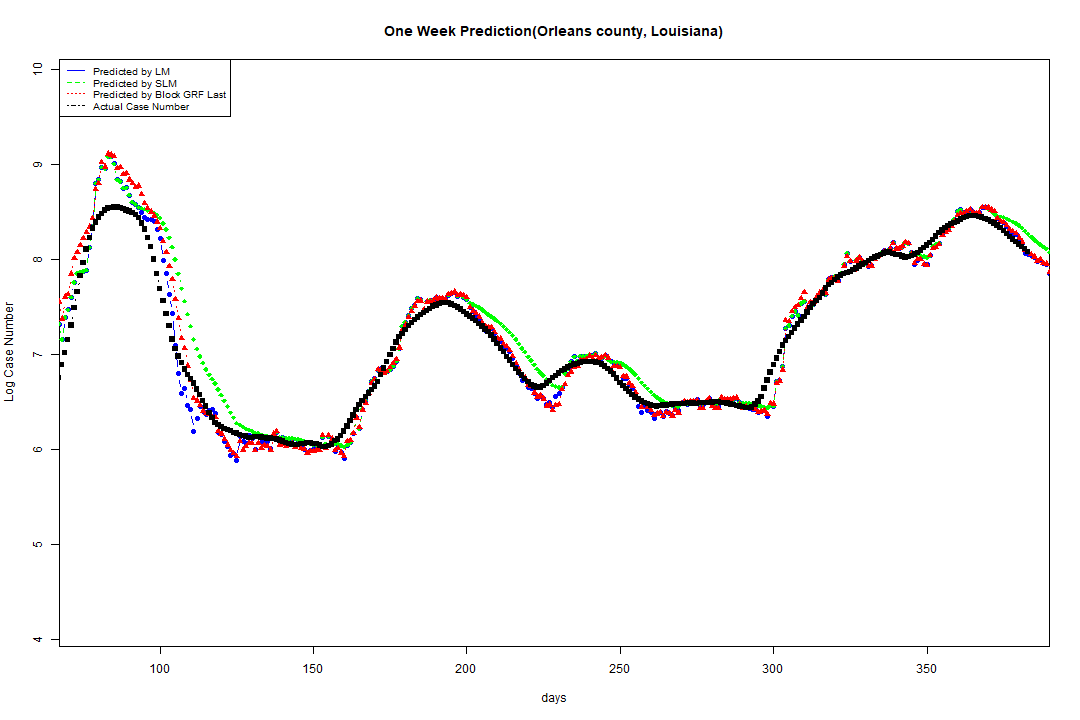 One Week Prediction(Orleans county, Louisiana)
Predicted by LM
Predicted by SLM
Predicted by Block GRF Last
Actual Case Number
10
9
8
7
6
5
4
Log Case Number
100 150 200 250 300 350
days